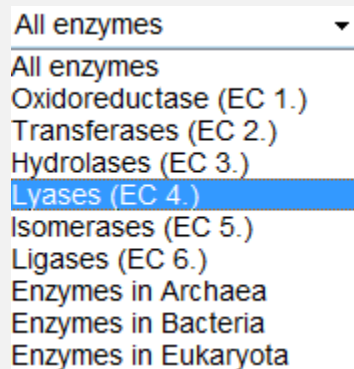 All enzymes
All enzymes
Oxidoreductase (EC 1.)
Transferases (EC 2.)
Hydrolases (EC 3.)
Lyases (EC 4.)
Isomerases (EC 5.)
Ligases (EC 6.)
Enzymes in Archaea
Enzymes in Bacteria
Enzymes in Eukaryota